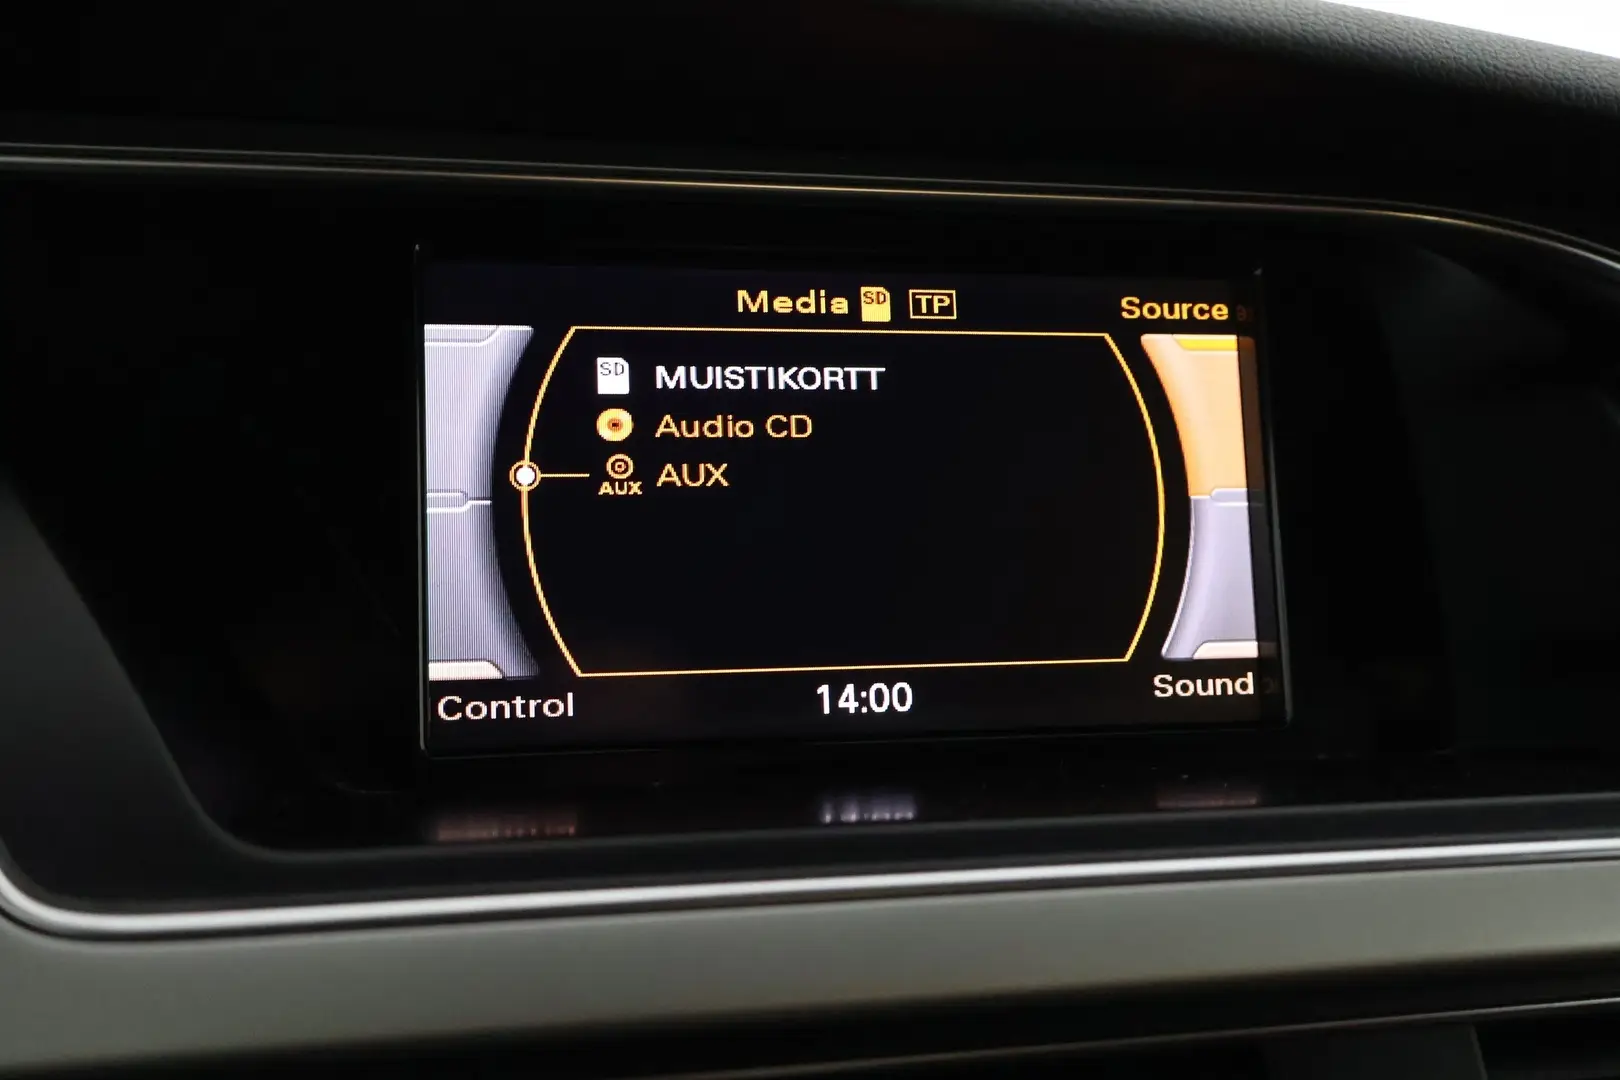 Media SD TP
Source
SD MUISTIKORTT
Audio CD
AUX AUX
Control
14:00
Sound